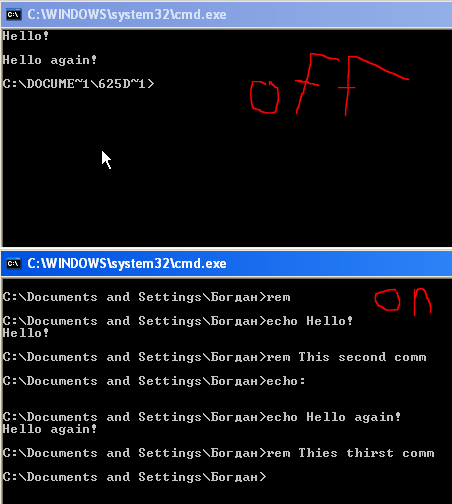 C:\WINDOWS\system32\cmd.exe
Hello!
Hello again!
C:\DOCUME~1\625D~1>
off
C:\WINDOWS\system32\cmd.exe
on
C:\Documents and Settings\Богдан>rem
C:\Documents and Settings\Богдан>echo Hello!
Hello!
C:\Documents and Settings\Богдан>rem This second comm
C:\Documents and Settings\Богдан>echo:
C:\Documents and Settings\Богдан>echo Hello again!
Hello again!
C:\Documents and Settings\Богдан>rem Thies thirst comm
C:\Documents and Settings\Богдан>